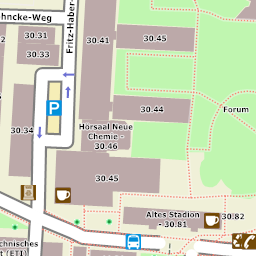 hncke-Weg
Fritz-Haber-
30.31
30.33
30.41
30.45
30.44
Forum
P
30.34
Hörsaal Neue
Chemie -
30.46
30.45
Altes Stadion
- 30.81
30.82
chnisches
t (ETI)